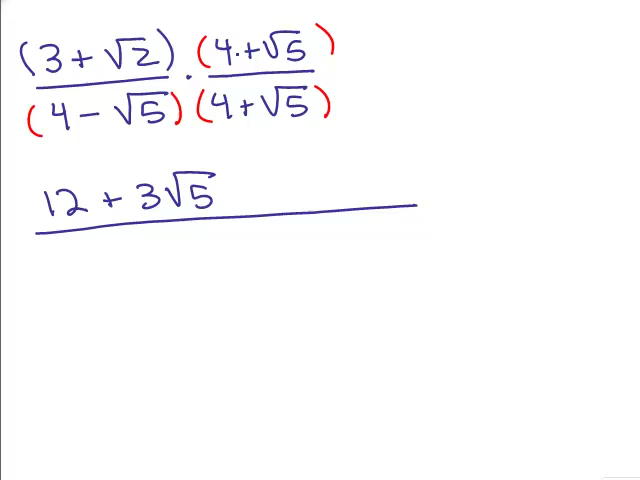 (3 + √2) · (4 + √5)
(4 − √5) (4 + √5)
12 + 3√5